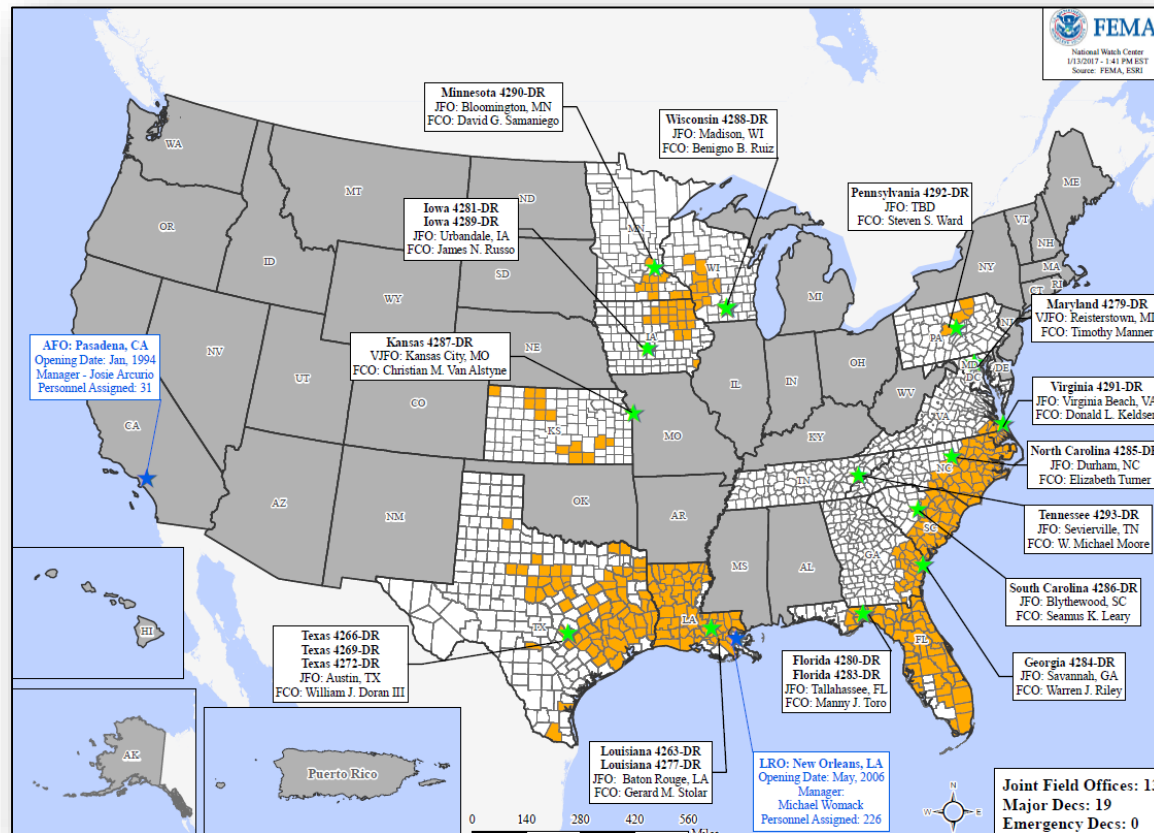 FEMA
National Watch Center
1/13/2017 - 1:41 PM EST
Source: FEMA, ESRI
Minnesota 4290-DR
JFO: Bloomington, MN
FCO: David G. Samaniego
Wisconsin 4288-DR
JFO: Madison, WI
FCO: Benigno B. Ruiz
Pennsylvania 4292-DR
JFO: TBD
FCO: Steven S. Ward
Iowa 4281-DR
Iowa 4289-DR
JFO: Urbandale, IA
FCO: James N. Russo
Maryland 4279-DR
VJFO: Reisterstown, MD
FCO: Timothy Manner
AFO: Pasadena, CA
Opening Date: Jan, 1994
Manager - Josie Arcurio
Personnel Assigned: 31
Kansas 4287-DR
VJFO: Kansas City, MO
FCO: Christian M. Van Alstyne
Virginia 4291-DR
JFO: Virginia Beach, VA
FCO: Donald L. Keldsen
North Carolina 4285-DR
JFO: Durham, NC
FCO: Elizabeth Turner
Tennessee 4293-DR
JFO: Sevierville, TN
FCO: W. Michael Moore
South Carolina 4286-DR
JFO: Blythewood, SC
FCO: Seamus K. Leary
Georgia 4284-DR
JFO: Savannah, GA
FCO: Warren J. Riley
Texas 4266-DR
Texas 4269-DR
Texas 4272-DR
JFO: Austin, TX
FCO: William J. Doran III
Florida 4280-DR
Florida 4283-DR
JFO: Tallahassee, FL
FCO: Manny J. Toro
Louisiana 4263-DR
Louisiana 4277-DR
JFO: Baton Rouge, LA
FCO: Gerard M. Stolar
LRO: New Orleans, LA
Opening Date: May, 2006
Manager:
Michael Womack
Personnel Assigned: 226
WA
MT
ND
MN
ME
OR
ID
SD
WI
VT
NH
NY
MA
CT
RI
WY
MI
IA
PA
NJ
NV
NE
OH
MD
DE
DC
UT
IL
IN
WV
CA
CO
VA
KS
MO
KY
NC
TN
AZ
NM
OK
AR
SC
MS
AL
GA
TX
LA
FL
HI
AK
Puerto Rico
N
W
E
0 140 280 420 560
Miles
Joint Field Offices:
Major Decs: 19
Emergency Decs: 0